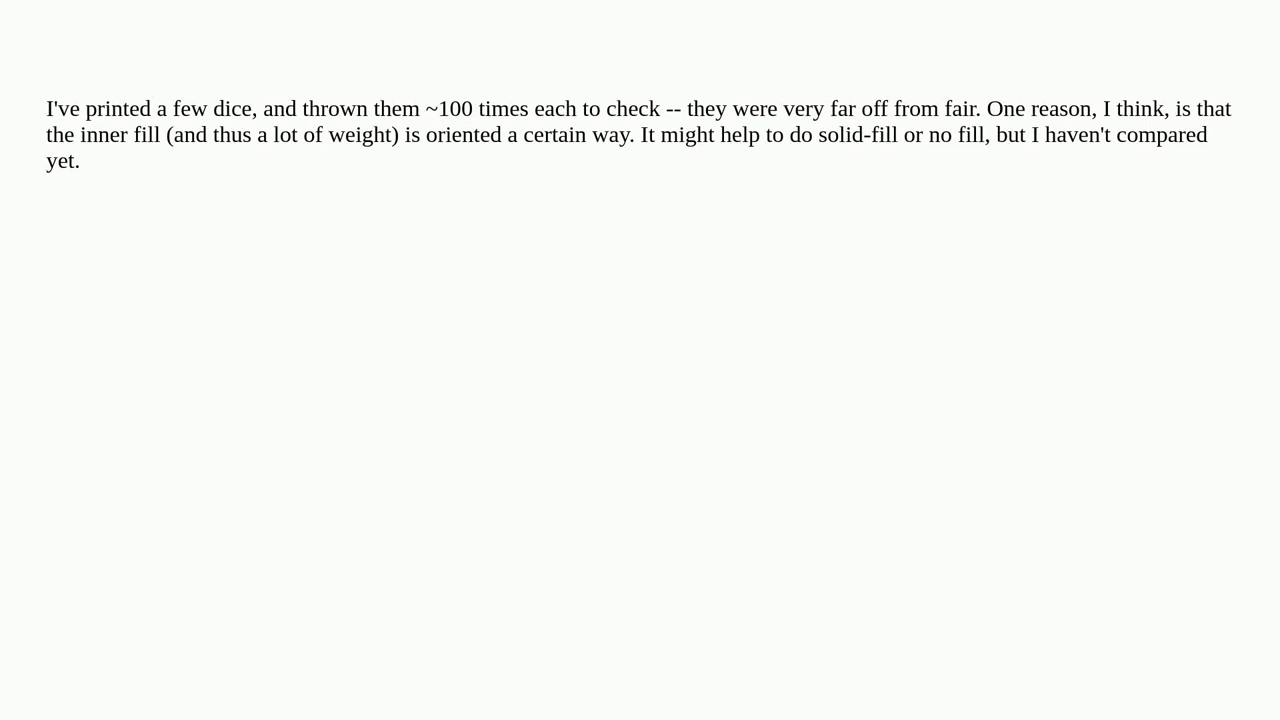 I've printed a few dice, and thrown them ~100 times each to check -- they were very far off from fair. One reason, I think, is that
the inner fill (and thus a lot of weight) is oriented a certain way. It might help to do solid-fill or no fill, but I haven't compared
yet.